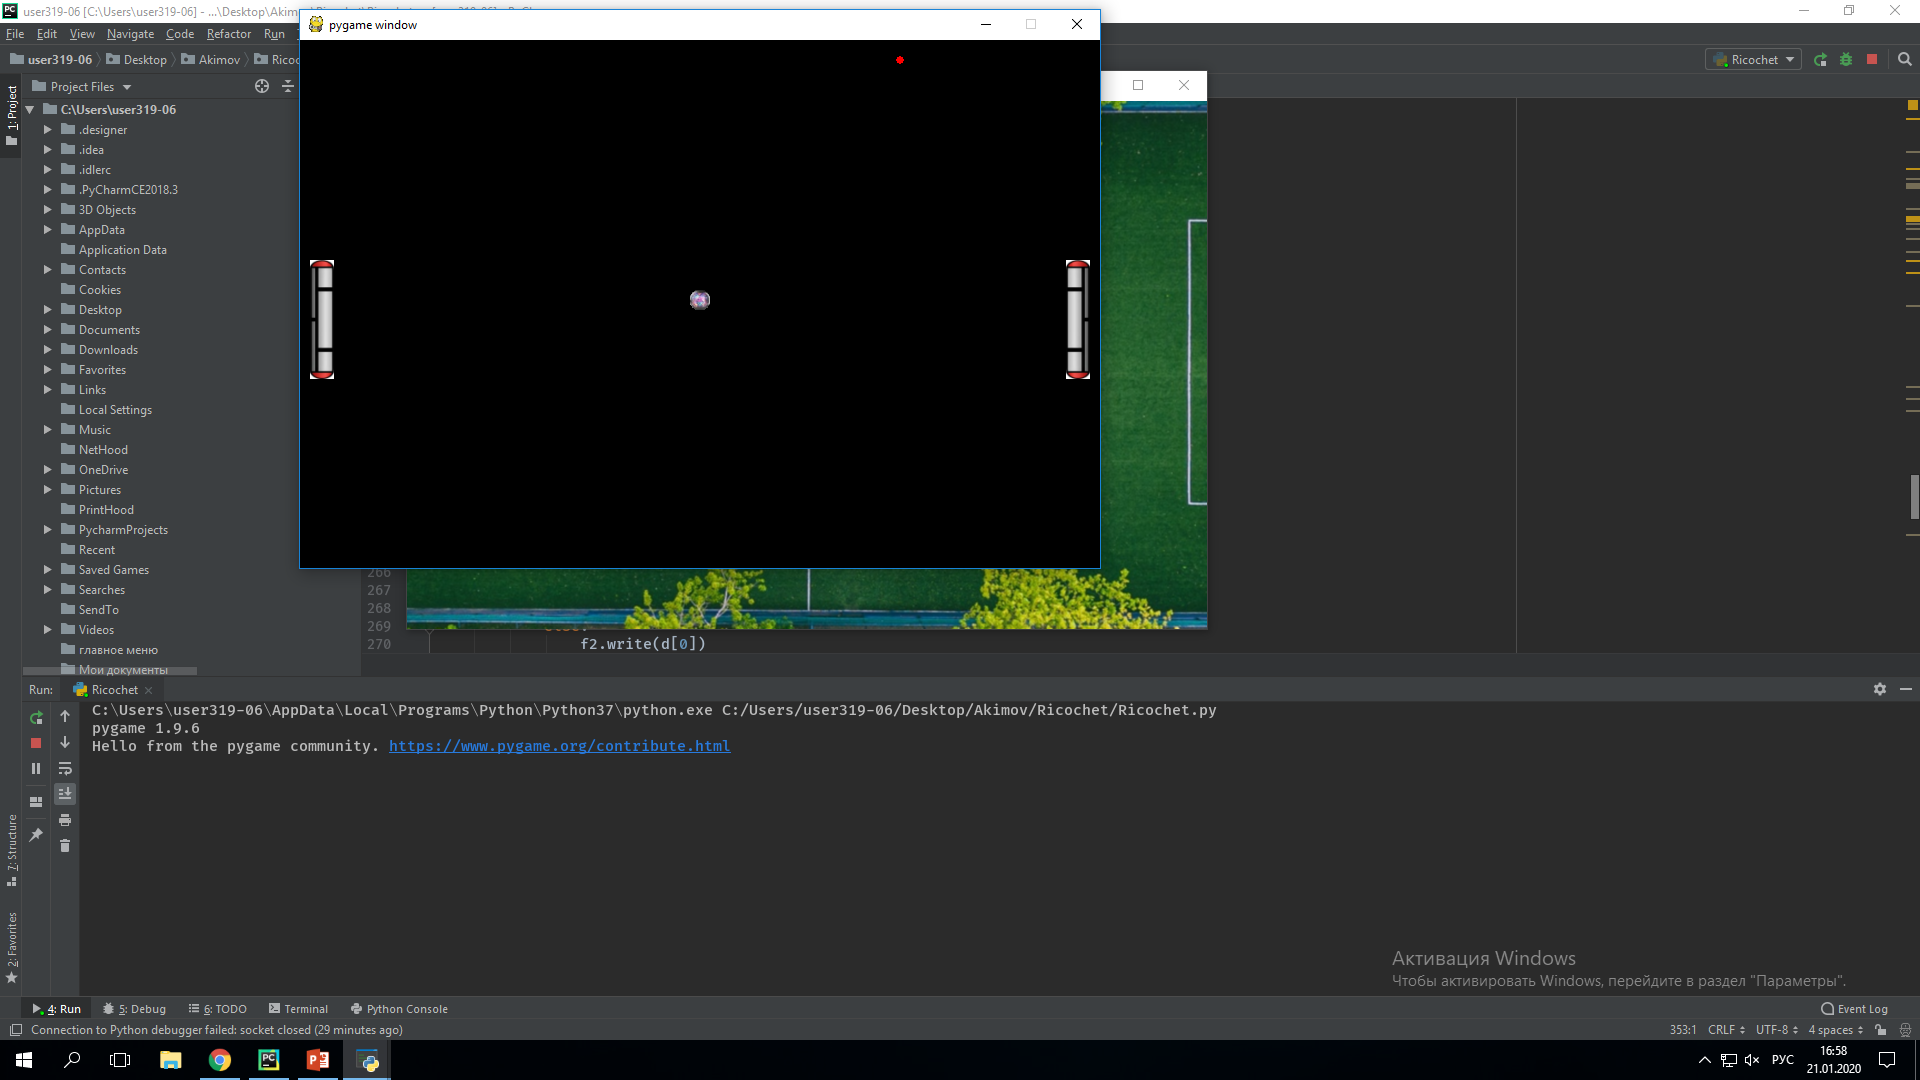 user319-06 [C:\Users\user319-06] - ...\Desktop\Akimo
pygame window
File Edit View Navigate Code Refactor Run
user319-06 Desktop Akimov Ricoc
Ricochet
Project Files
1: Project
C:\Users\user319-06
.designer
.idea
.idlerc
.PyCharmCE2018.3
3D Objects
AppData
Application Data
Contacts
Cookies
Desktop
Documents
Downloads
Favorites
Links
Local Settings
Music
NetHood
OneDrive
Pictures
PrintHood
PycharmProjects
Recent
Saved Games
Searches
SendTo
Videos
главное меню
Мои документы
266
267
268
269
270 f2.write(d[0])
Run: Ricochet
C:\Users\user319-06\AppData\Local\Programs\Python\Python37\python.exe C:/Users/user319-06/Desktop/Akimov/Ricochet/Ricochet.py
pygame 1.9.6
Hello from the pygame community. https://www.pygame.org/contribute.html
7: Structure
2: Favorites
Активация Windows
Чтобы активировать Windows, перейдите в раздел "Параметры".
4: Run 5: Debug 6: TODO Terminal Python Console Event Log
Connection to Python debugger failed: socket closed (29 minutes ago) 353:1 CRLF UTF-8 4 spaces
РУС
16:58
21.01.2020